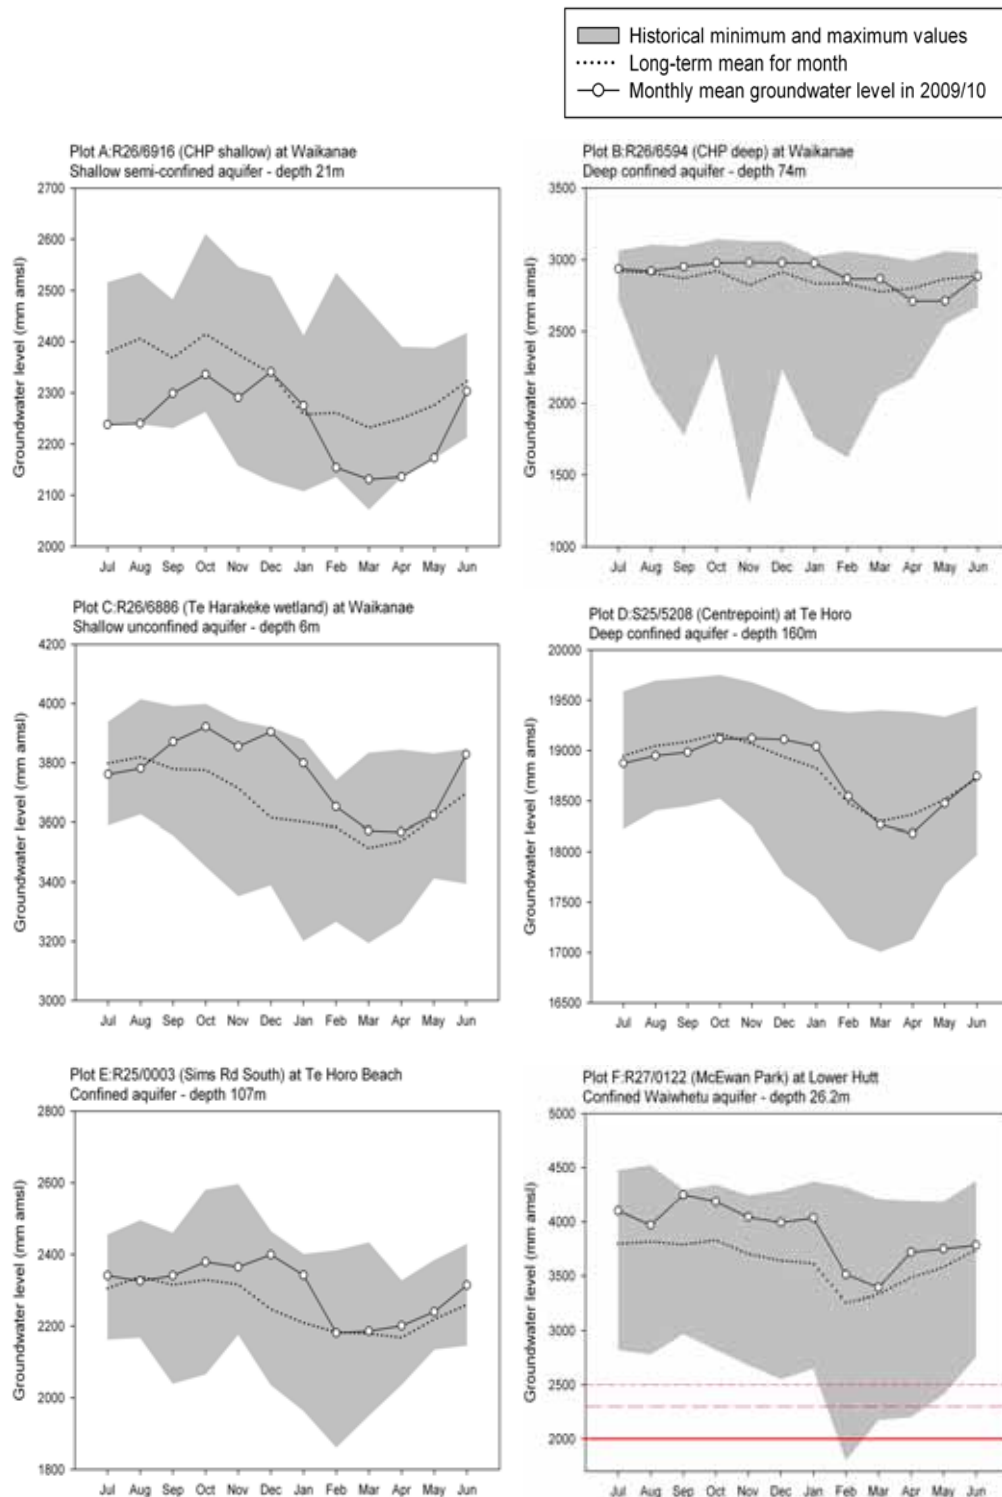 Historical minimum and maximum values
Long-term mean for month
Monthly mean groundwater level in 2009/10
Plot A:R26/6916 (CHP shallow) at Waikanae
Shallow semi-confined aquifer - depth 21m
Groundwater level (mm amsl)
2700
2600
2500
2400
2300
2200
2100
2000
Jul Aug Sep Oct Nov Dec Jan Feb Mar Apr May Jun
Plot B:R26/6594 (CHP deep) at Waikanae
Deep confined aquifer - depth 74m
Groundwater level (mm amsl)
3500
3000
2500
2000
1500
1000
Jul Aug Sep Oct Nov Dec Jan Feb Mar Apr May Jun
Plot C:R26/6886 (Te Harakeke wetland) at Waikanae
Shallow unconfined aquifer - depth 6m
Groundwater level (mm amsl)
4200
4000
3800
3600
3400
3200
3000
Jul Aug Sep Oct Nov Dec Jan Feb Mar Apr May Jun
Plot D:S25/5208 (Centrepoint) at Te Horo
Deep confined aquifer - depth 160m
Groundwater level (mm amsl)
20000
19500
19000
18500
18000
17500
17000
16500
Jul Aug Sep Oct Nov Dec Jan Feb Mar Apr May Jun
Plot E:R25/0003 (Sims Rd South) at Te Horo Beach
Confined aquifer - depth 107m
Groundwater level (mm amsl)
2800
2600
2400
2200
2000
1800
Jul Aug Sep Oct Nov Dec Jan Feb Mar Apr May Jun
Plot F:R27/0122 (McEwan Park) at Lower Hutt
Confined Waiwhetu aquifer - depth 26.2m
Groundwater level (mm amsl)
5000
4500
4000
3500
3000
2500
2000
Jul Aug Sep Oct Nov Dec Jan Feb Mar Apr May Jun